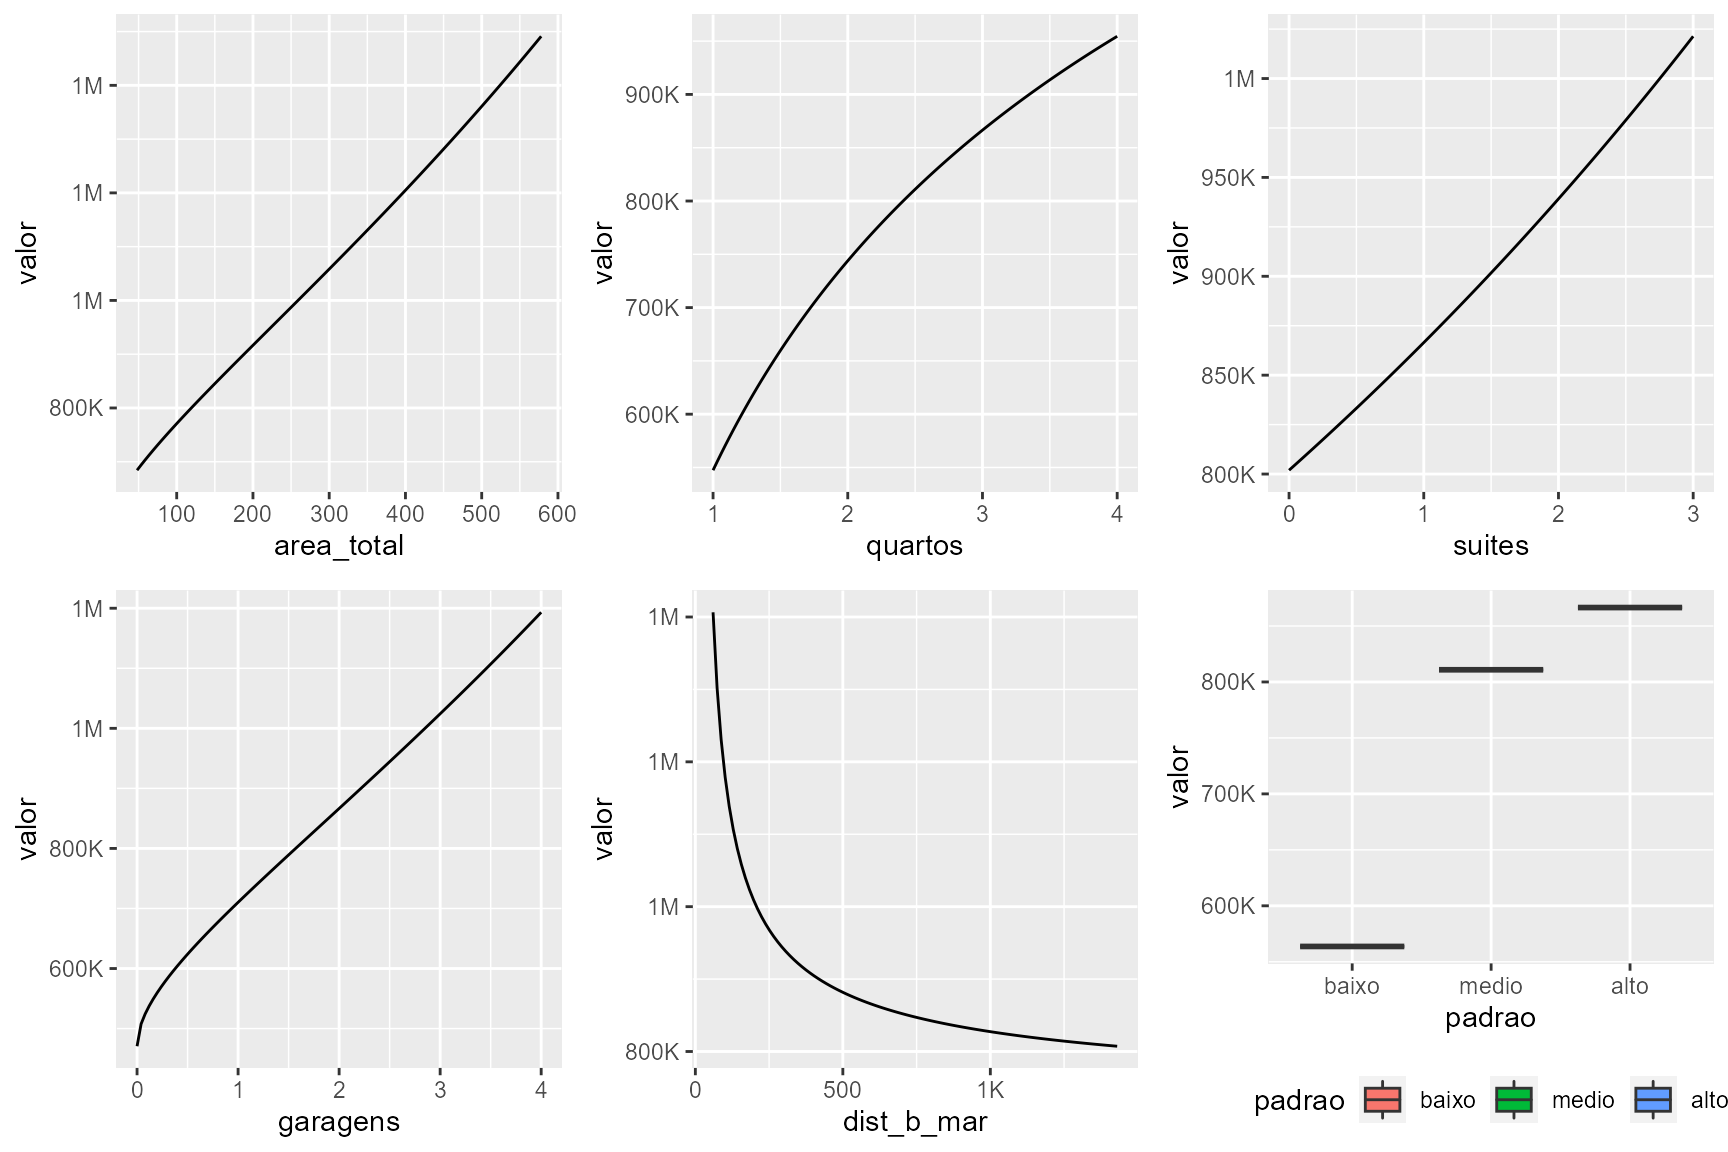 valor
1M
1M
1M
800K
100 200 300 400 500 600
area_total
valor
900K
800K
700K
600K
1 2 3 4
quartos
valor
1M
950K
900K
850K
800K
0 1 2 3
suites
valor
1M
1M
800K
600K
0 1 2 3 4
garagens
valor
1M
1M
1M
800K
0 500 1K
dist_b_mar
valor
800K
700K
600K
baixo medio alto
padrao
padrao baixo medio alto